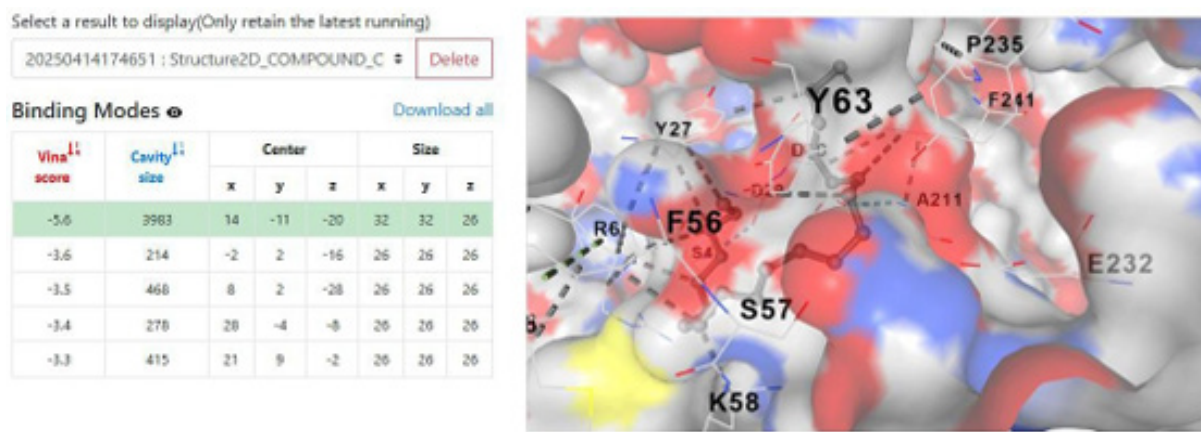 Select a result to display(Only retain the latest running)
20250414174651 : Structure2D_COMPOUND_C Delete
Binding Modes Download all
Vina score Cavity size Center Size
x y z x y z
-5.6 3983 14 -11 -20 32 32 26
-3.6 214 -2 2 -16 26 26 26
-3.5 468 8 2 -28 26 26 26
-3.4 278 28 -4 -8 26 26 26
-3.3 415 21 9 -2 26 26 26
P235
Y63
F241
Y27
A211
F56
R6
E232
S57
K58